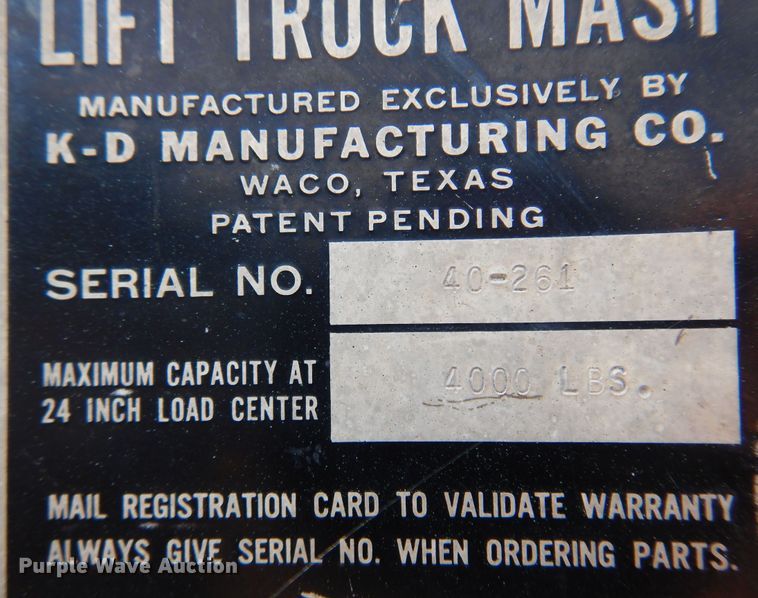 LIFT TRUCK MAST
MANUFACTURED EXCLUSIVELY BY
K-D MANUFACTURING CO.
WACO, TEXAS
PATENT PENDING
SERIAL NO. 40-261
MAXIMUM CAPACITY AT
24 INCH LOAD CENTER
4000 LBS.
MAIL REGISTRATION CARD TO VALIDATE WARRANTY
ALWAYS GIVE SERIAL NO. WHEN ORDERING PARTS.
Purple Wave Auction